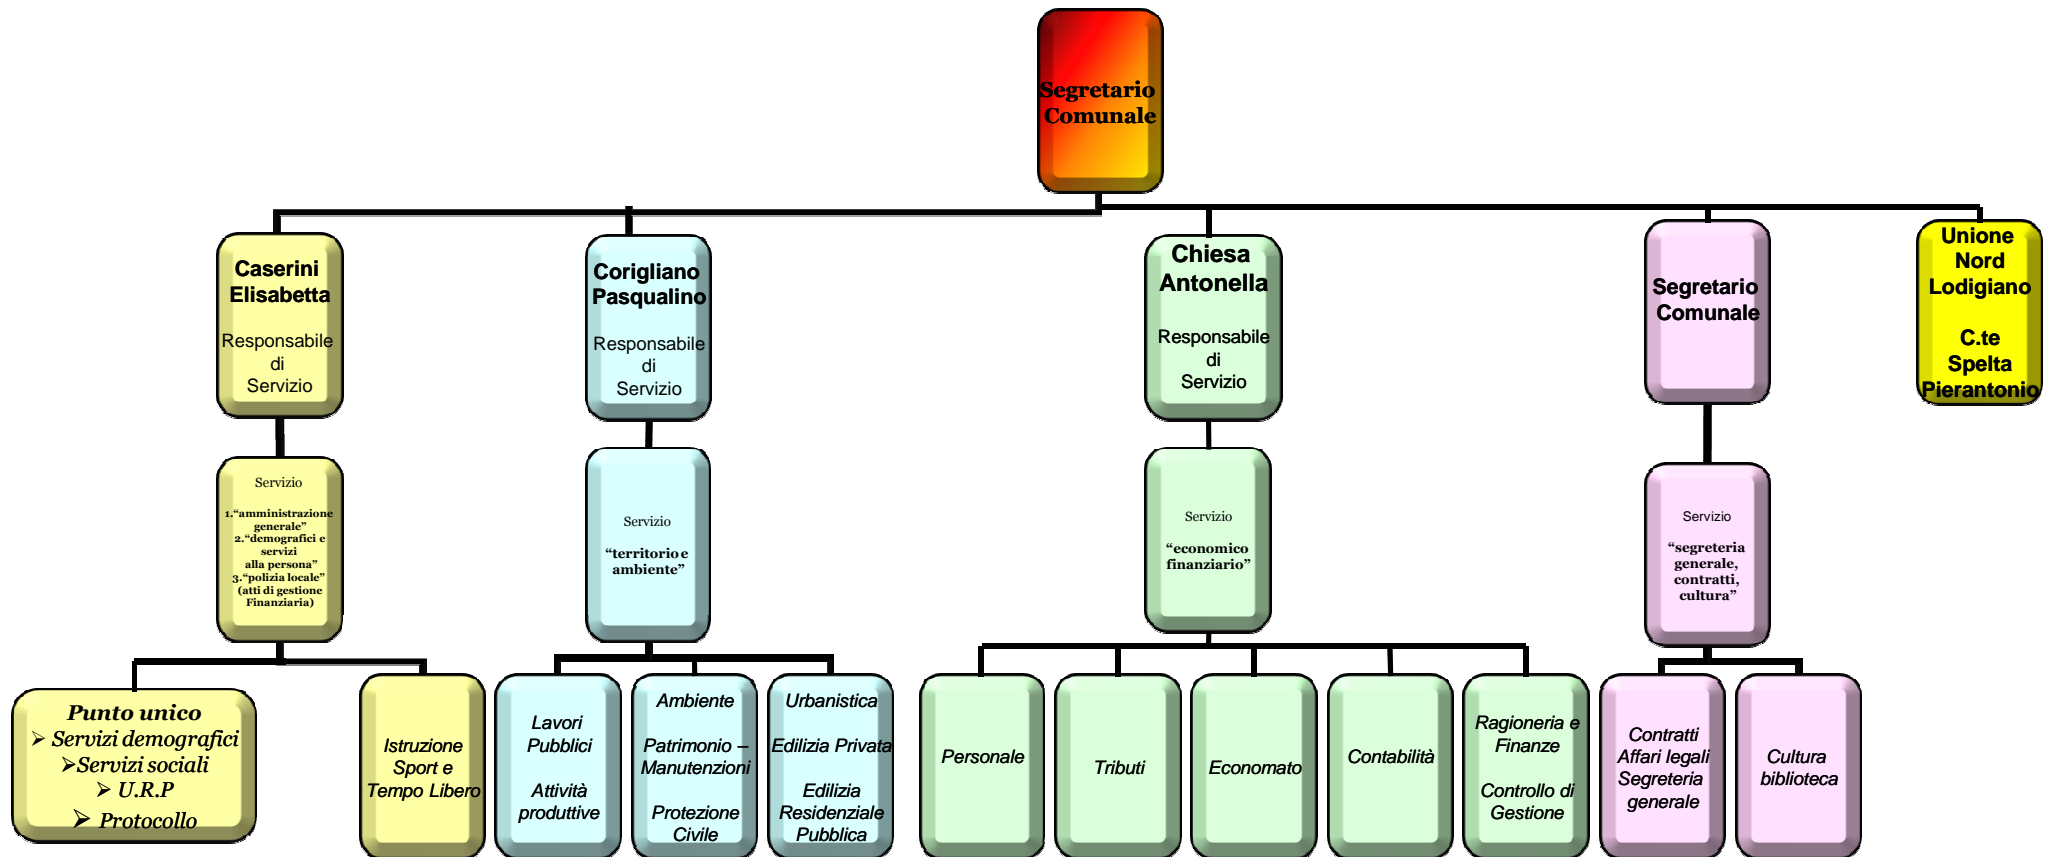 Segretario
Comunale
Caserini
Elisabetta
Responsabile
di
Servizio
Corigliano
Pasqualino
Responsabile
di
Servizio
Chiesa
Antonella
Responsabile
di
Servizio
Segretario
Comunale
Unione
Nord
Lodigiano
C.te
Spelta
Pierantonio
Servizio
1.“amministrazione
generale”
2.“demografici e
servizi
alla persona”
3.“polizia locale”
(atti di gestione
Finanziaria)
Servizio
“territorio e
ambiente”
Servizio
“economico
finanziario”
Servizio
“segreteria
generale,
contratti,
cultura”
Punto unico
➢ Servizi demografici
➢Servizi sociali
➢ U.R.P
➢ Protocollo
Istruzione
Sport e
Tempo Libero
Lavori
Pubblici
Attività
produttive
Ambiente
Patrimonio –
Manutenzioni
Protezione
Civile
Urbanistica
Edilizia Privata
Edilizia
Residenziale
Pubblica
Personale
Tributi
Economato
Contabilità
Ragioneria e
Finanze
Controllo di
Gestione
Contratti
Affari legali
Segreteria
generale
Cultura
biblioteca